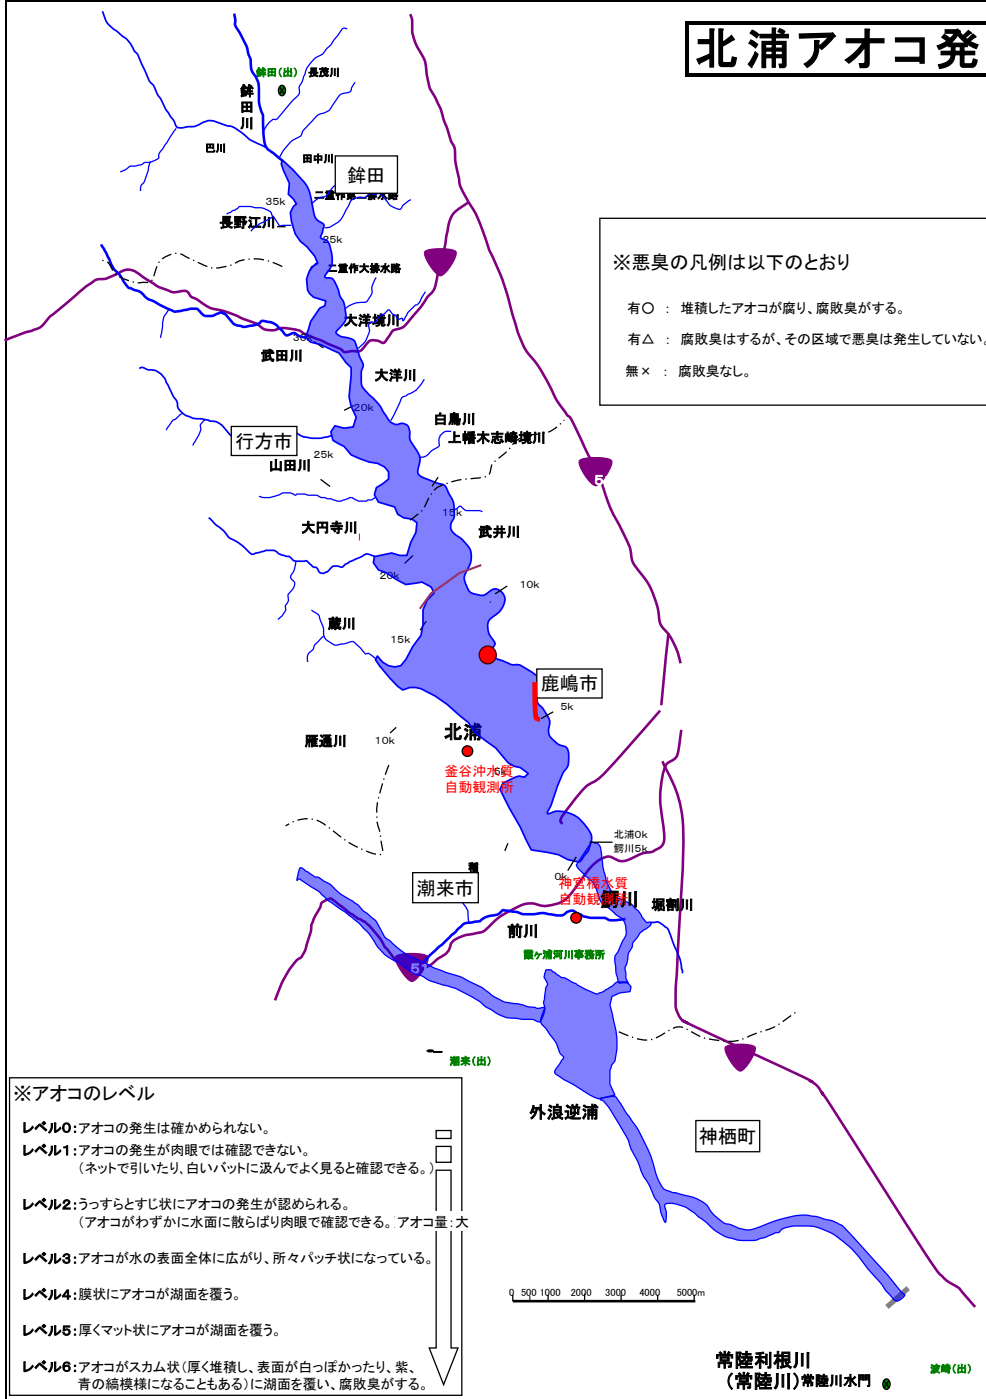 北浦アオコ発
鉾田(出)
長茂川
鉾田川
巴川
田中川
鉾田
二重作第二排水路
35k
長野江川
25k
二重作大排水路
大洋境川
30k
武田川
大洋川
20k
白鳥川
上幡木志崎境川
行方市
25k
山田川
15k
大円寺川
武井川
20k
10k
蔵川
15k
鹿嶋市
5k
雁通川
10k
北浦
釜谷沖水質
自動観測所
5k
北浦0k
鰐川5k
0k
潮来市
神宮橋水質
自動観測所
鰐川
堀割川
前川
霞ヶ浦河川事務所
5
51
潮来(出)
外浪逆浦
神栖町
※悪臭の凡例は以下のとおり
有○ : 堆積したアオコが腐り、腐敗臭がする。
有△ : 腐敗臭はするが、その区域で悪臭は発生していない。
無× : 腐敗臭なし。
※アオコのレベル
レベル0:アオコの発生は確かめられない。
レベル1:アオコの発生が肉眼では確認できない。
(ネットで引いたり、白いバットに汲んでよく見ると確認できる。)
レベル2:うっすらとすじ状にアオコの発生が認められる。
(アオコがわずかに水面に散らばり肉眼で確認できる。
アオコ量:大
レベル3:アオコが水の表面全体に広がり、所々パッチ状になっている。
レベル4:膜状にアオコが湖面を覆う。
レベル5:厚くマット状にアオコが湖面を覆う。
レベル6:アオコがスカム状(厚く堆積し、表面が白っぽかったり、紫、
青の縞模様になることもある)に湖面を覆い、腐敗臭がする。
0 500 1000 2000 3000 4000 5000m
常陸利根川
(常陸川)常陸川水門
波崎(出)